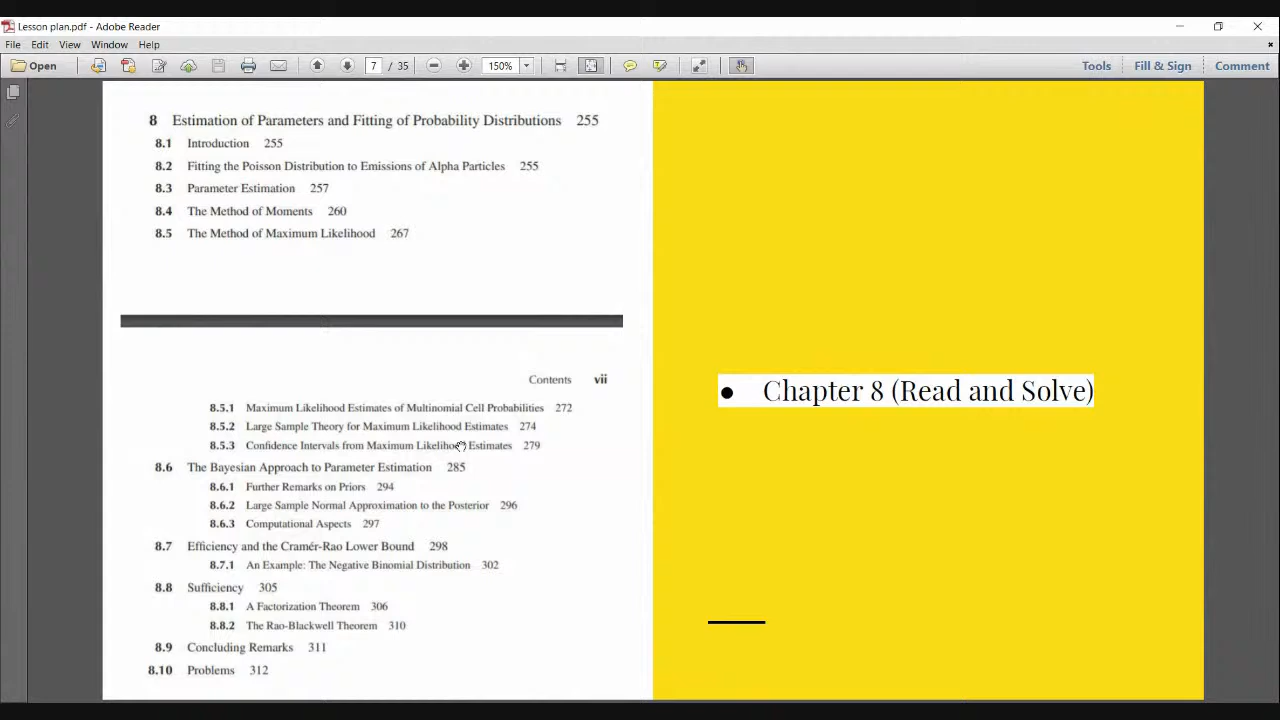 Lesson plan.pdf - Adobe Reader
File Edit View Window Help
Open 7 / 35 150% Tools Fill & Sign Comment
8 Estimation of Parameters and Fitting of Probability Distributions 255
8.1 Introduction 255
8.2 Fitting the Poisson Distribution to Emissions of Alpha Particles 255
8.3 Parameter Estimation 257
8.4 The Method of Moments 260
8.5 The Method of Maximum Likelihood 267
Contents vii
8.5.1 Maximum Likelihood Estimates of Multinomial Cell Probabilities 272
8.5.2 Large Sample Theory for Maximum Likelihood Estimates 274
8.5.3 Confidence Intervals from Maximum Likelihood Estimates 279
8.6 The Bayesian Approach to Parameter Estimation 285
8.6.1 Further Remarks on Priors 294
8.6.2 Large Sample Normal Approximation to the Posterior 296
8.6.3 Computational Aspects 297
8.7 Efficiency and the Cramér-Rao Lower Bound 298
8.7.1 An Example: The Negative Binomial Distribution 302
8.8 Sufficiency 305
8.8.1 A Factorization Theorem 306
8.8.2 The Rao-Blackwell Theorem 310
8.9 Concluding Remarks 311
8.10 Problems 312
● Chapter 8 (Read and Solve)